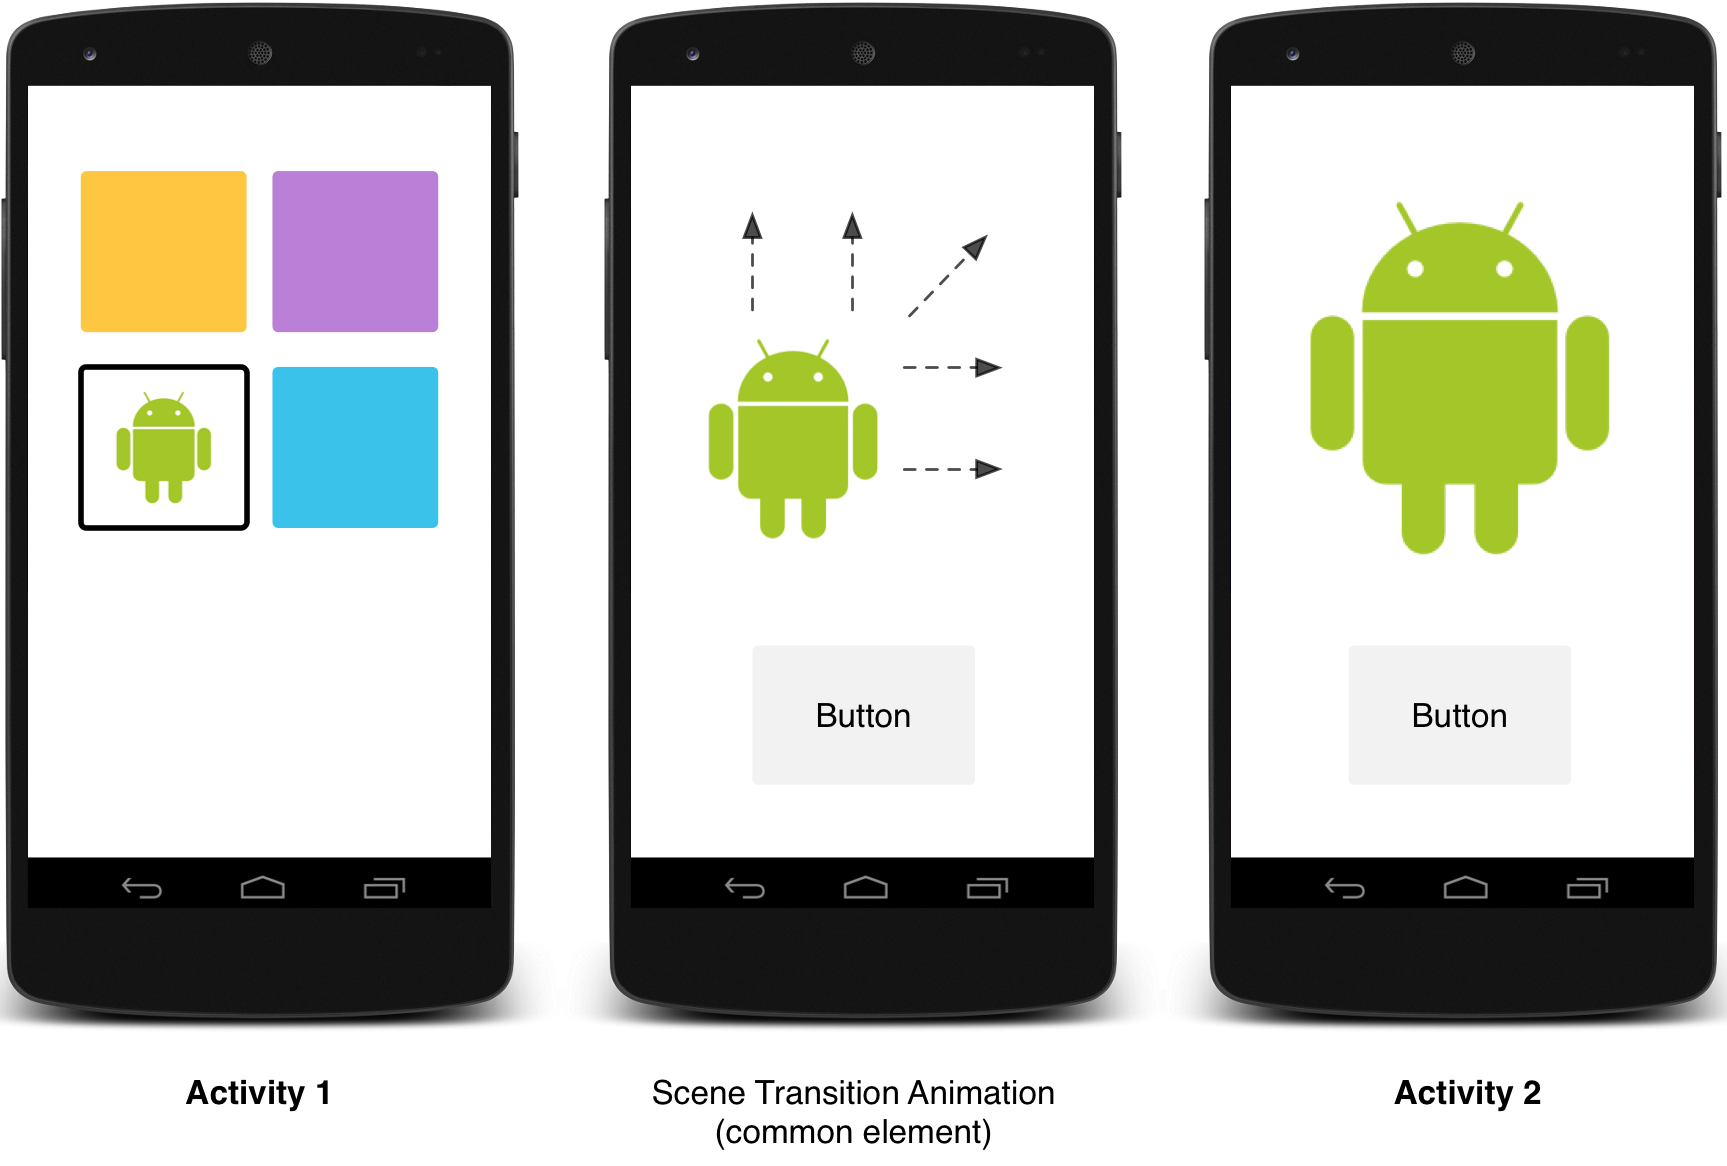 Button
Button
Activity 1
Scene Transition Animation
(common element)
Activity 2